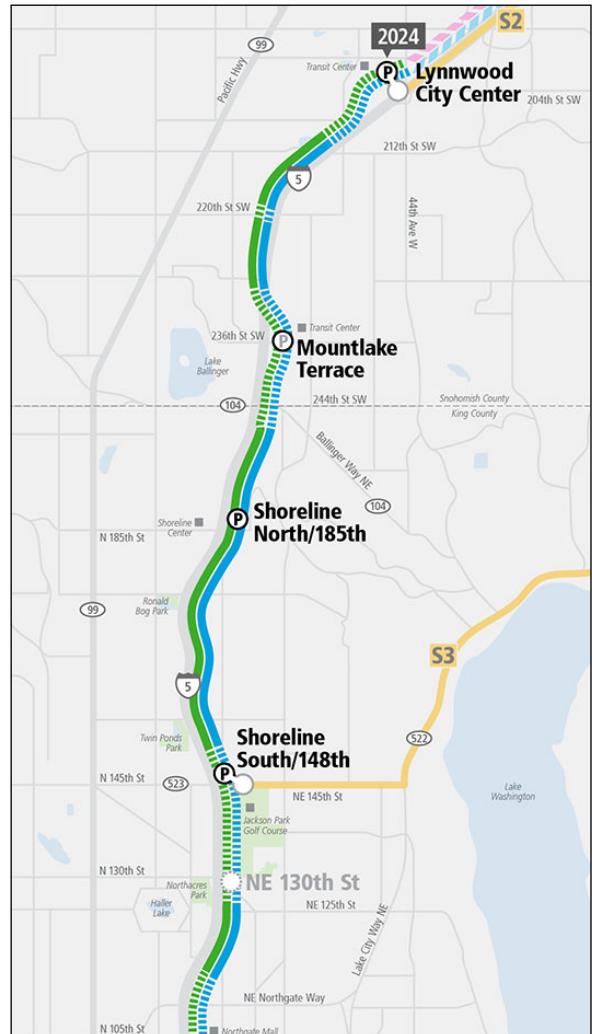 S2
2024
99
Transit Center
P
Lynnwood
City Center
Pacific Hwy
204th St SW
212th St SW
5
220th St SW
44th Ave W
236th St SW
Transit Center
P
Mountlake
Terrace
Lake
Ballinger
104
244th St SW
Snohomish County
King County
Ballinger Way NE
104
P
Shoreline
North/185th
Shoreline
Center
N 185th St
99
Ronald
Bog Park
S3
5
522
Twin Ponds
Park
Shoreline
South/148th
P
N 145th St
523
NE 145th St
Lake
Washington
Jackson Park
Golf Course
N 130th St
Northacres
Park
NE 130th St
Haller
Lake
NE 125th St
Lake City Way NE
NE Northgate Way
N 105th St
Northgate Mall